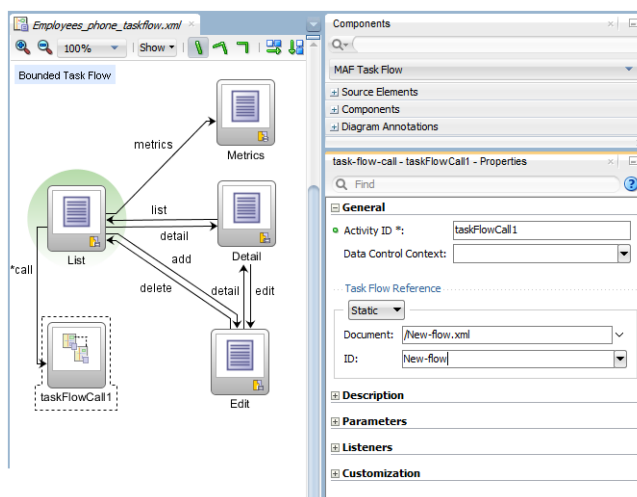 Employees_phone_taskflow.xml
100%
Show
Bounded Task Flow
Metrics
metrics
List
list
detail
Detail
add
delete
detail
edit
*call
taskFlowCall1
Edit
Components
MAF Task Flow
Source Elements
Components
Diagram Annotations
task-flow-call - taskFlowCall1 - Properties
Find
General
Activity ID *: taskFlowCall1
Data Control Context:
Task Flow Reference
Static
Document: /New-flow.xml
ID: New-flow
Description
Parameters
Listeners
Customization